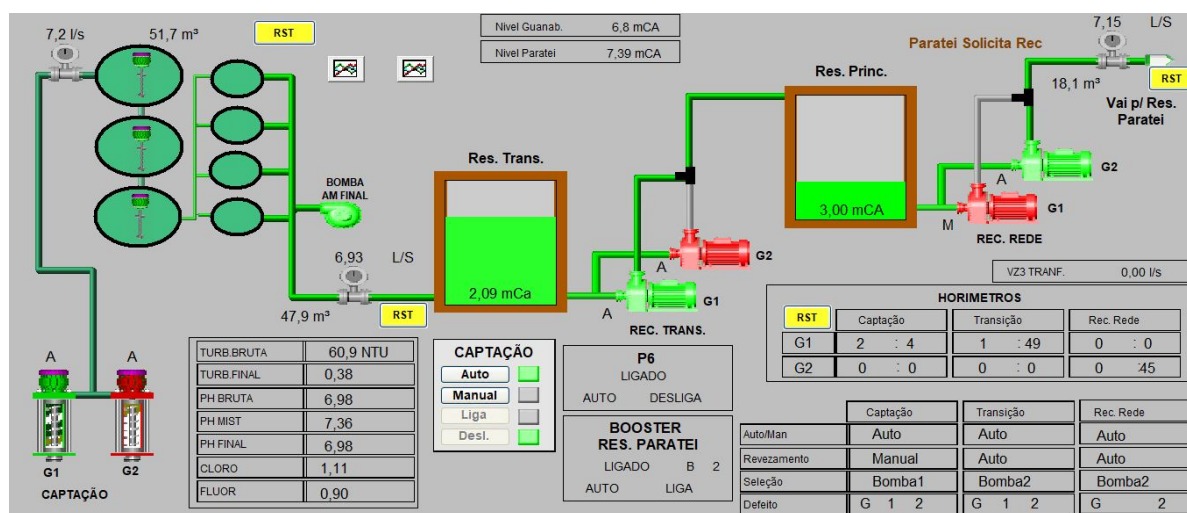 7,2 l/s
51,7 m³
RST
Nivel Guanab. 6,8 mCA
Nivel Paratei 7,39 mCA
Paratei Solicita Rec
7,15 L/S
18,1 m³
RST
Vai p/ Res.
Paratei
Res. Princ.
3,00 mCA
A
G2
M
G1
REC. REDE
BOMBA
AM FINAL
Res. Trans.
2,09 mCa
6,93 L/S
47,9 m³
RST
A
G2
A
G1
REC. TRANS.
VZ3 TRANF. 0,00 l/s
HORIMETROS
RST Captação Transição Rec. Rede
G1 2 : 4 1 : 49 0 : 0
G2 0 : 0 0 : 0 0 :45
A A
G1 G2
CAPTAÇÃO
TURB.BRUTA 60,9 NTU
TURB.FINAL 0,38
PH BRUTA 6,98
PH MIST 7,36
PH FINAL 6,98
CLORO 1,11
FLUOR 0,90
CAPTAÇÃO
Auto
Manual
Liga
Desl.
P6
LIGADO
AUTO DESLIGA
BOOSTER
RES. PARATEI
LIGADO B 2
AUTO LIGA
Captação Transição Rec. Rede
Auto/Man Auto Auto Auto
Revezamento Manual Auto Auto
Seleção Bomba1 Bomba2 Bomba2
Defeito G 1 2 G 1 2 G 2